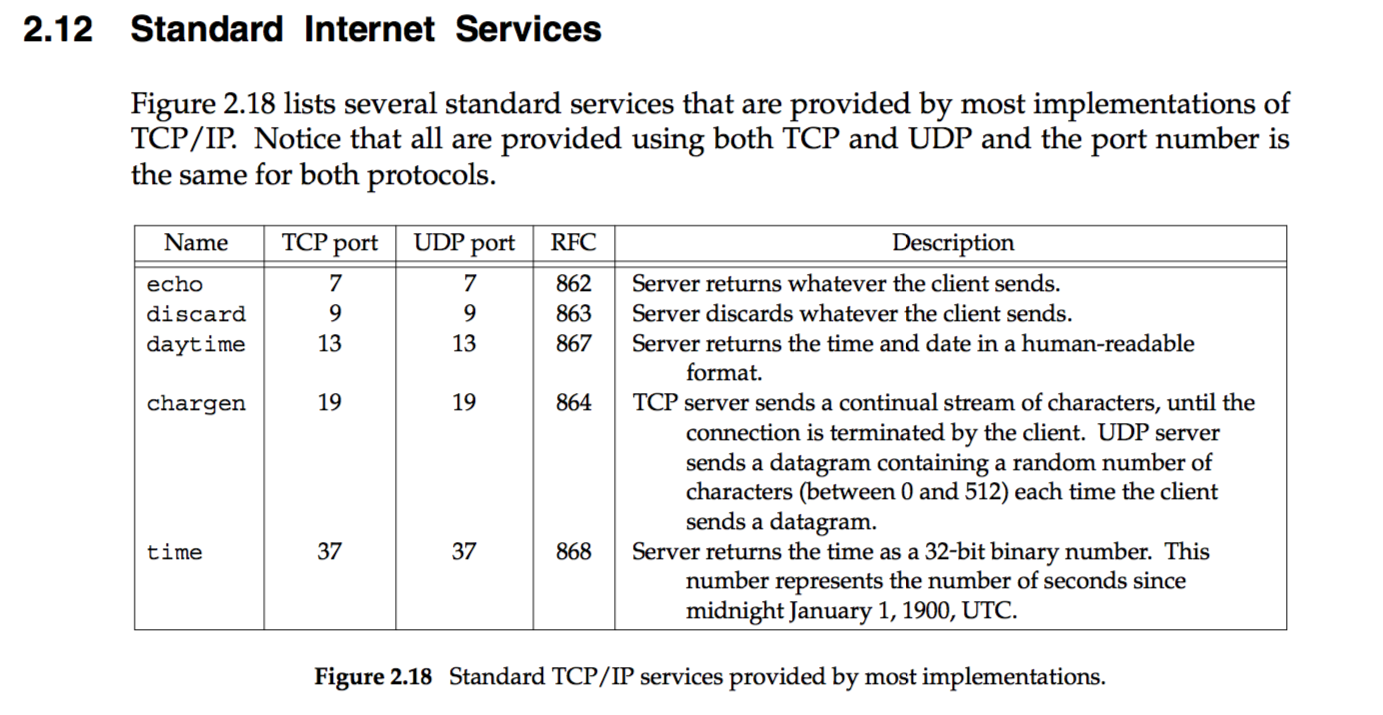 2.12 Standard Internet Services
Figure 2.18 lists several standard services that are provided by most implementations of
TCP/IP. Notice that all are provided using both TCP and UDP and the port number is
the same for both protocols.
Name TCP port UDP port RFC Description
echo 7 7 862 Server returns whatever the client sends.
discard 9 9 863 Server discards whatever the client sends.
daytime 13 13 867 Server returns the time and date in a human-readable
format.
chargen 19 19 864 TCP server sends a continual stream of characters, until the
connection is terminated by the client. UDP server
sends a datagram containing a random number of
characters (between 0 and 512) each time the client
sends a datagram.
time 37 37 868 Server returns the time as a 32-bit binary number. This
number represents the number of seconds since
midnight January 1, 1900, UTC.
Figure 2.18 Standard TCP/IP services provided by most implementations.